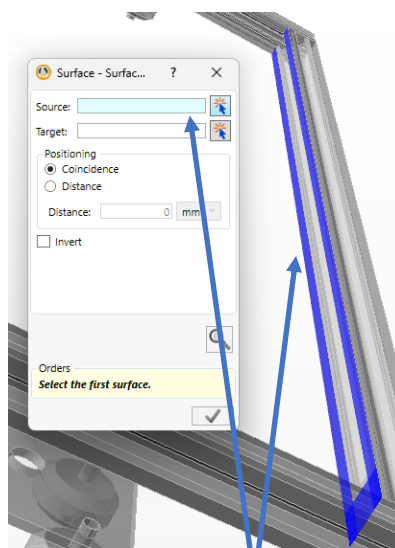 Surface - Surfac... ?
Source:
Target:
Positioning
Coincidence
Distance
Distance: 0 mm
Invert
Orders
Select the first surface.